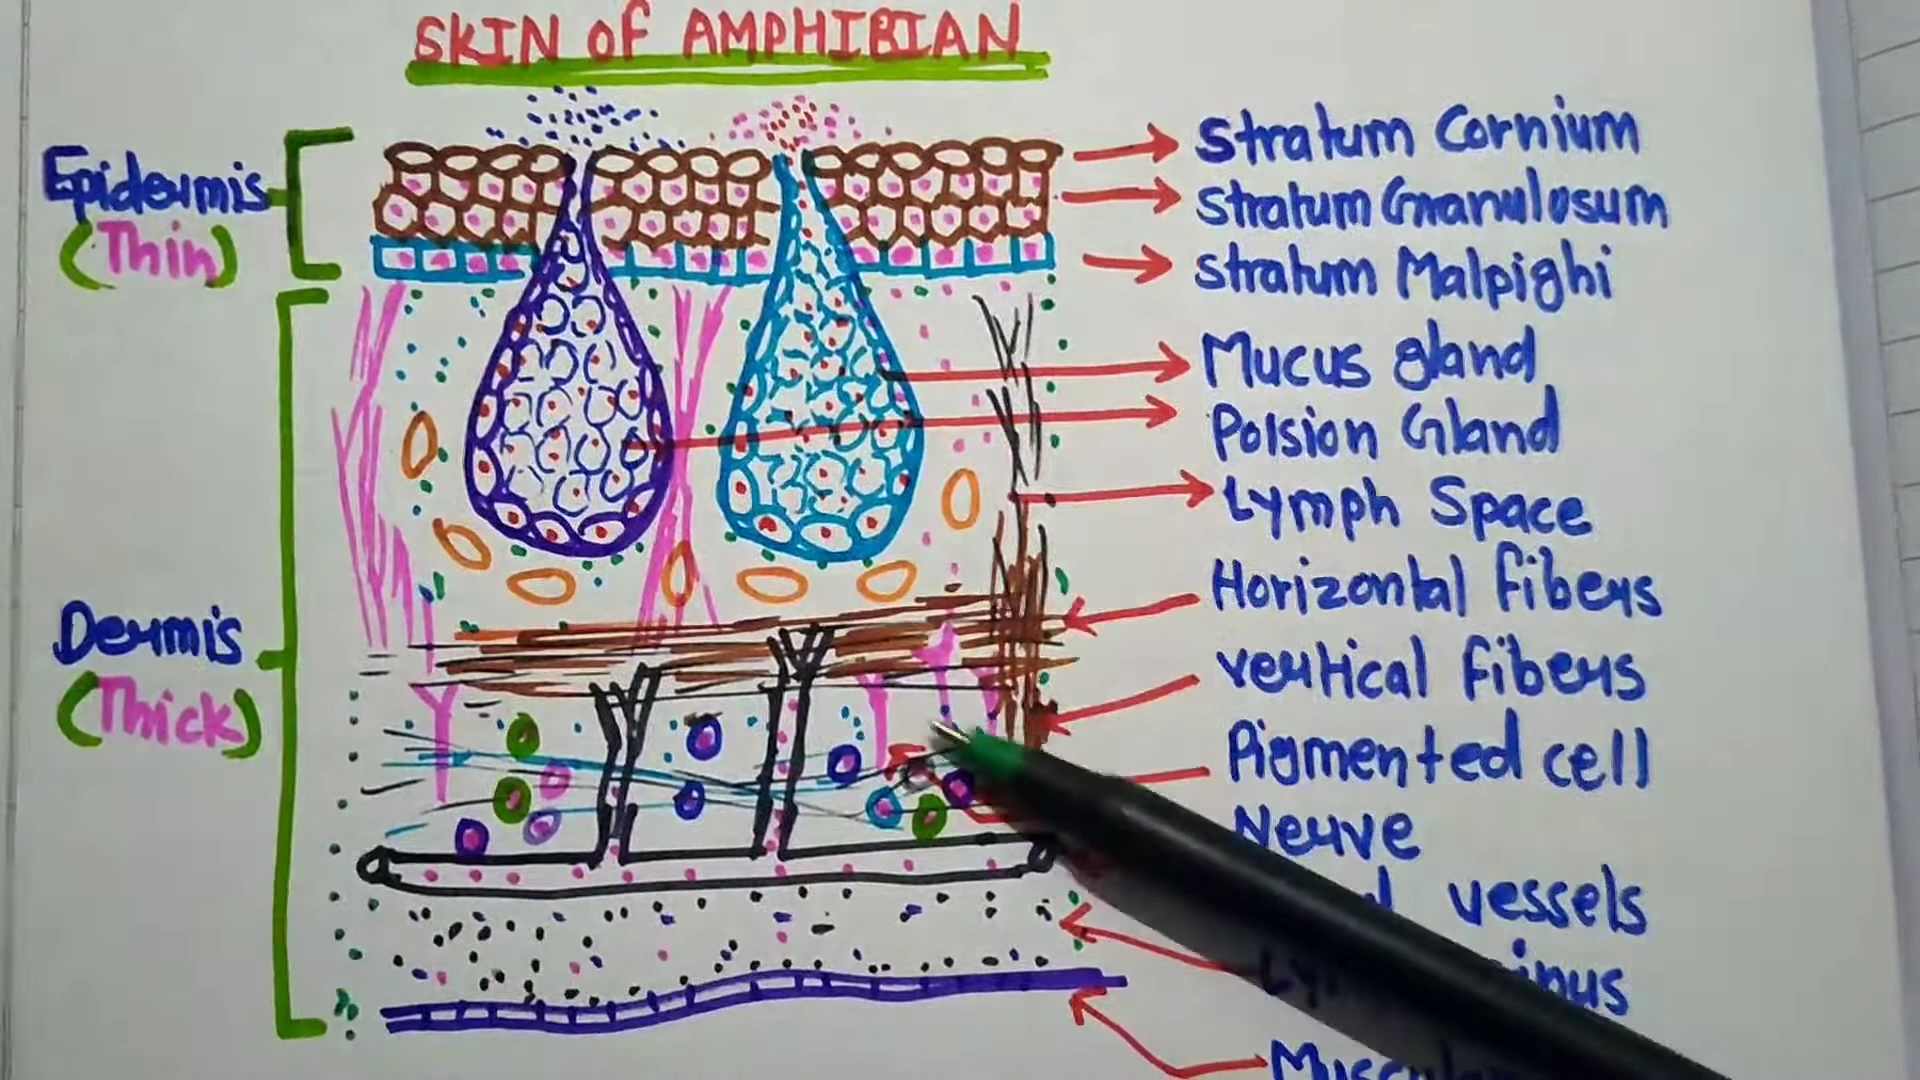 SKIN OF AMPHIBIAN
Epidermis
(Thin)
Dermis
(Thick)
Stratum Cornium
Stratum Granulosum
Stratum Malpighi
Mucus gland
Poision Gland
Lymph Space
Horizontal fibers
vertical fibers
Pigmented cell
Nerve
vessels